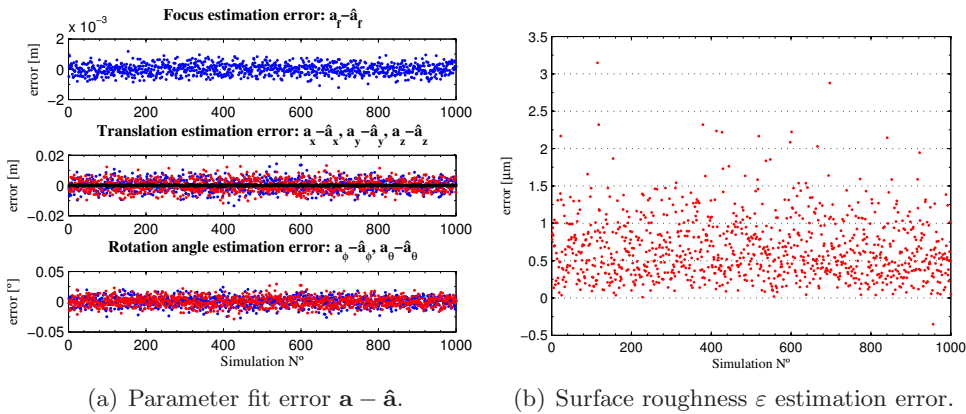 Focus estimation error: a_f−â_f
x 10^−3
error [m]
2
0
−2
0 200 400 600 800 1000
Translation estimation error: a_x−â_x, a_y−â_y, a_z−â_z
error [m]
0.02
0
−0.02
0 200 400 600 800 1000
Rotation angle estimation error: a_ϕ−â_ϕ, a_θ−â_θ
error [º]
0.05
0
−0.05
0 200 400 600 800 1000
Simulation Nº
(a) Parameter fit error a − â.
error [µm]
3.5
3
2.5
2
1.5
1
0.5
0
−0.5
0 200 400 600 800 1000
Simulation Nº
(b) Surface roughness ε estimation error.